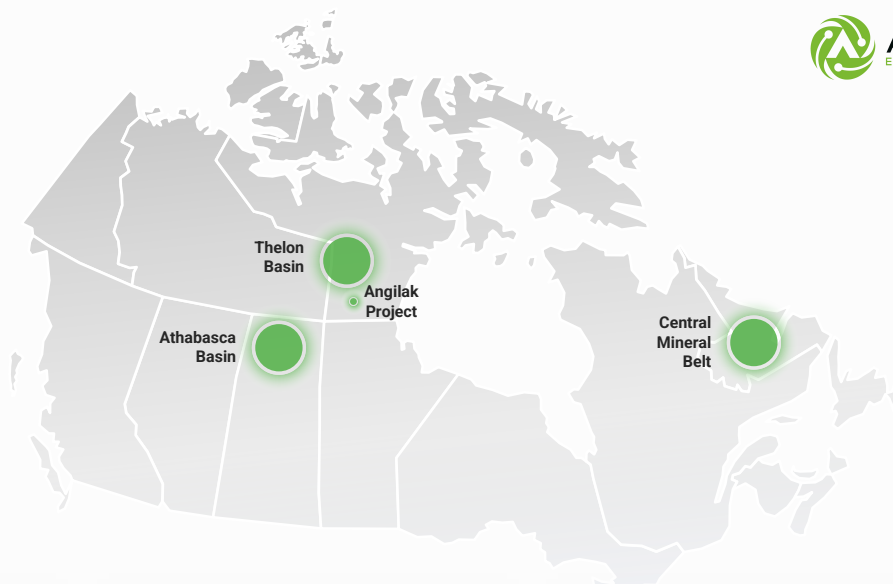 Thelon
Basin
Angilak
Project
Athabasca
Basin
Central
Mineral
Belt